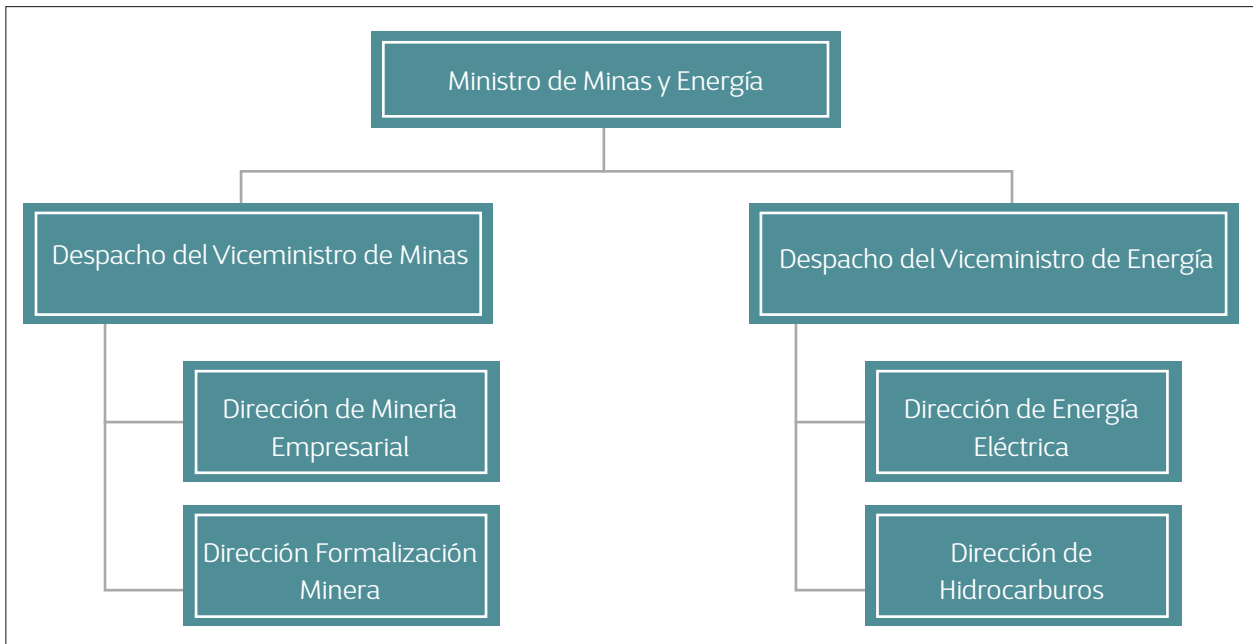 Ministro de Minas y Energía
Despacho del Viceministro de Minas
Despacho del Viceministro de Energía
Dirección de Minería
Empresarial
Dirección de Energía
Eléctrica
Dirección Formalización
Minera
Dirección de
Hidrocarburos